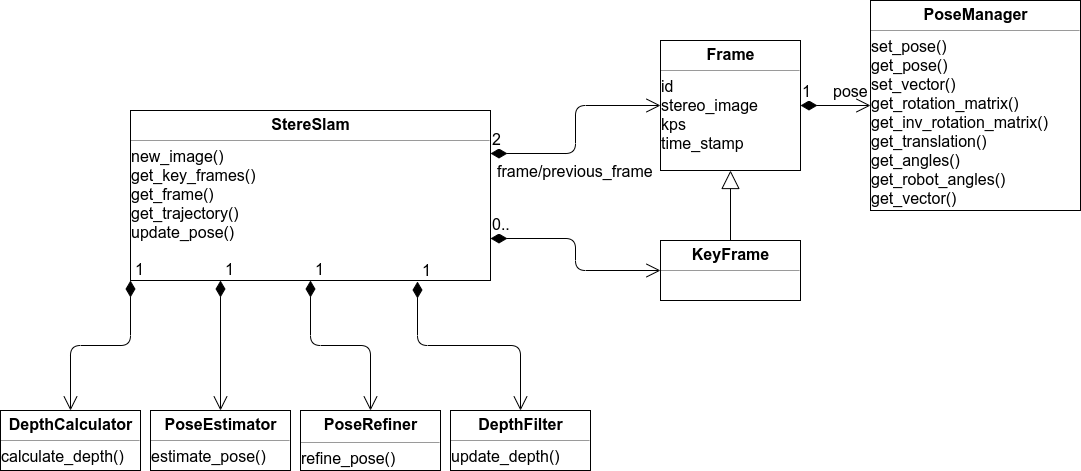 PoseManager
set_pose()
get_pose()
set_vector()
get_rotation_matrix()
get_inv_rotation_matrix()
get_translation()
get_angles()
get_robot_angles()
get_vector()
Frame
id
stereo_image
kps
time_stamp
1
pose
StereSlam
new_image()
get_key_frames()
get_frame()
get_trajectory()
update_pose()
2
frame/previous_frame
0..
KeyFrame
1
1
1
1
DepthCalculator
calculate_depth()
PoseEstimator
estimate_pose()
PoseRefiner
refine_pose()
DepthFilter
update_depth()